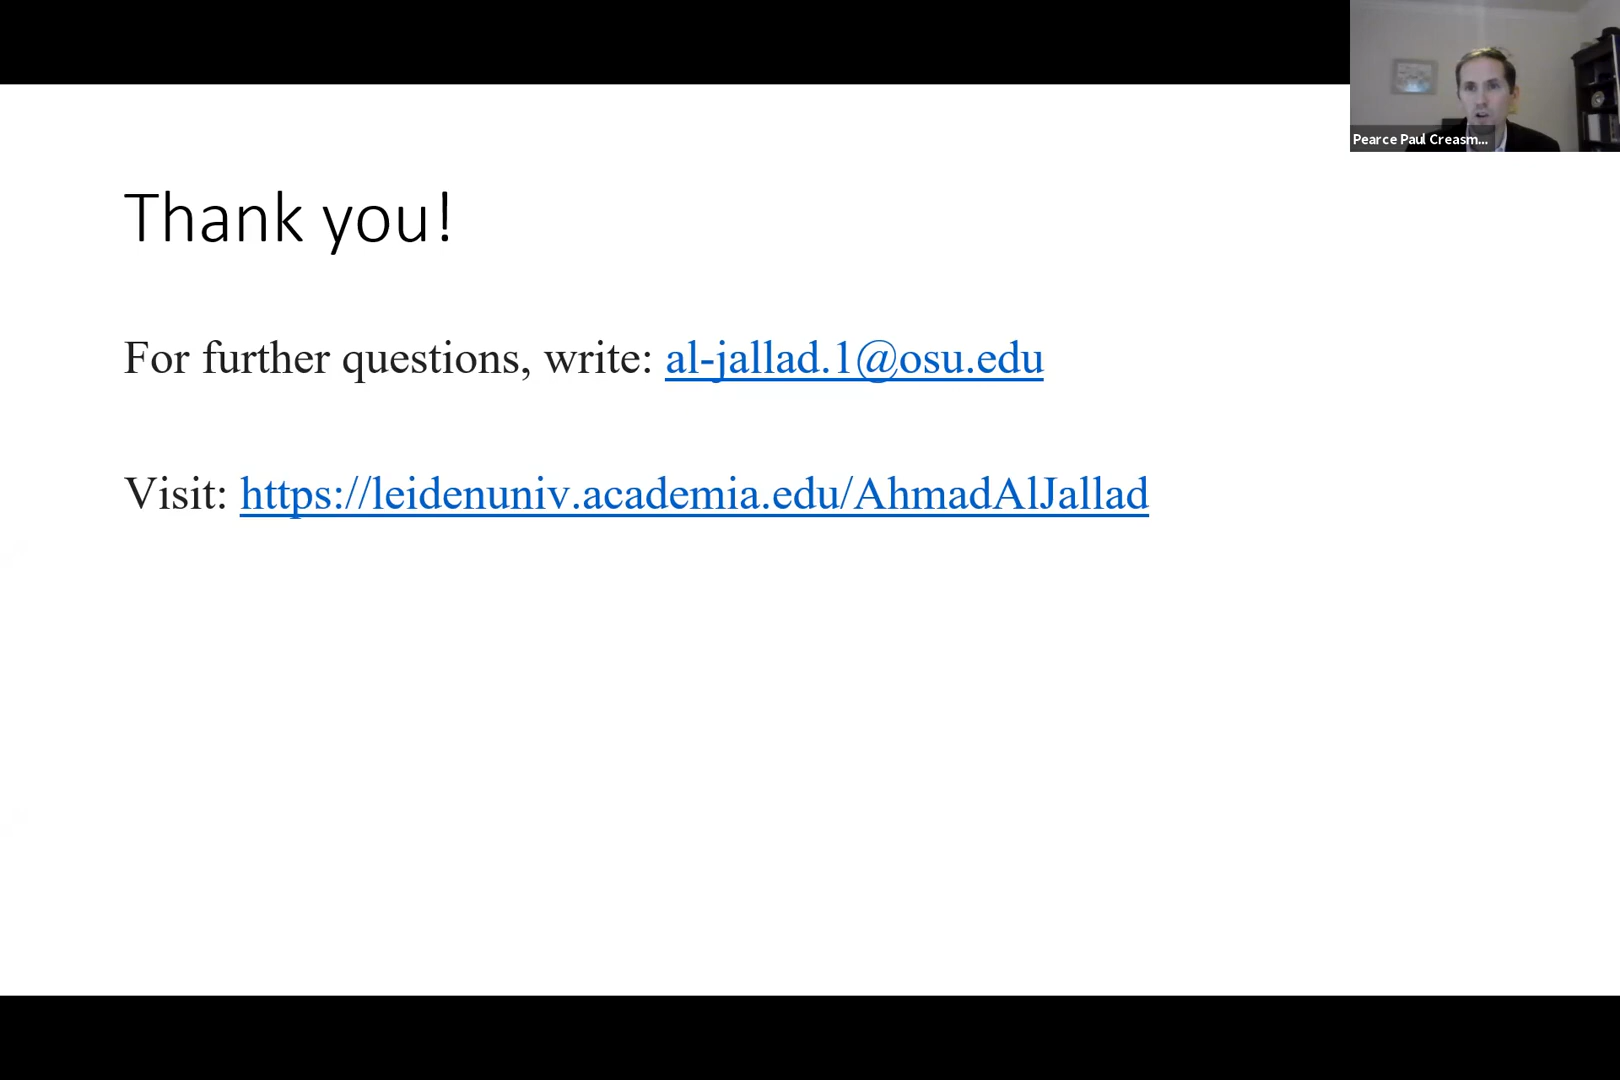 Pearce Paul Creasm...
Thank you!
For further questions, write: al-jallad.1@osu.edu
Visit: https://leidenuniv.academia.edu/AhmadAlJallad